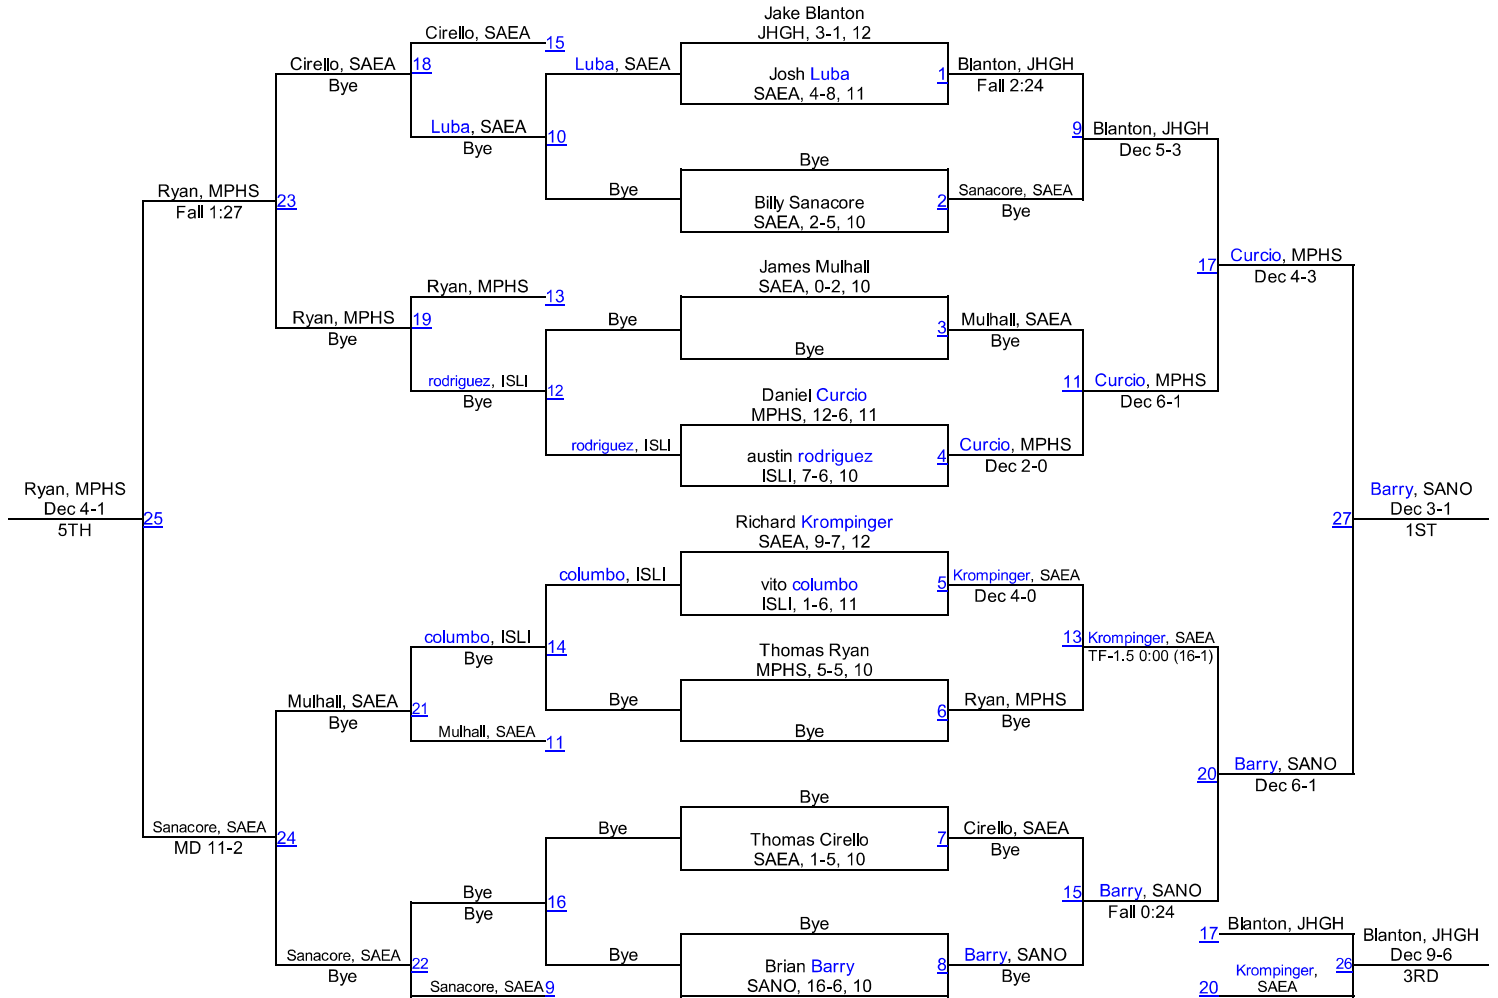 Jake Blanton
Cirello, SAEA
JHGH, 3-1, 12
15
Cirello, SAEA
18
Luba, SAEA
Josh Luba
1
Blanton, JHGH
Bye
SAEA, 4-8, 11
Fall 2:24
Luba, SAEA
10
9
Blanton, JHGH
Bye
Dec 5-3
Bye
Ryan, MPHS
Bye
Sanacore, SAEA
Fall 1:27
23
Billy Sanacore
2
Bye
SAEA, 2-5, 10
James Mulhall
17
Curcio, MPHS
SAEA, 0-2, 10
Dec 4-3
Ryan, MPHS
13
Ryan, MPHS
19
Bye
3
Mulhall, SAEA
Bye
Bye
Bye
rodriguez, ISLI
12
Daniel Curcio
11
Curcio, MPHS
Bye
MPHS, 12-6, 11
Dec 6-1
rodriguez, ISLI
austin rodriguez
4
Curcio, MPHS
ISLI, 7-6, 10
Dec 2-0
Ryan, MPHS
Barry, SANO
Dec 4-1
25
Richard Krompinger
27
Dec 3-1
5TH
SAEA, 9-7, 12
1ST
columbo, ISLI
vito columbo
5
Krompinger, SAEA
ISLI, 1-6, 11
Dec 4-0
columbo, ISLI
14
Thomas Ryan
13
Krompinger, SAEA
Bye
MPHS, 5-5, 10
TF-1.5 0:00 (16-1)
Mulhall, SAEA
21
Bye
6
Ryan, MPHS
Bye
Mulhall, SAEA
11
Bye
Bye
20
Barry, SANO
Dec 6-1
Bye
Sanacore, SAEA
24
Bye
Thomas Cirello
7
Cirello, SAEA
MD 11-2
SAEA, 1-5, 10
Bye
Bye
16
15
Barry, SANO
Bye
Fall 0:24
Bye
17
Blanton, JHGH
Blanton, JHGH
Sanacore, SAEA
22
Bye
Brian Barry
8
Barry, SANO
26
Dec 9-6
Bye
SANO, 16-6, 10
Bye
Krompinger,
3RD
Sanacore, SAEA
9
20
SAEA